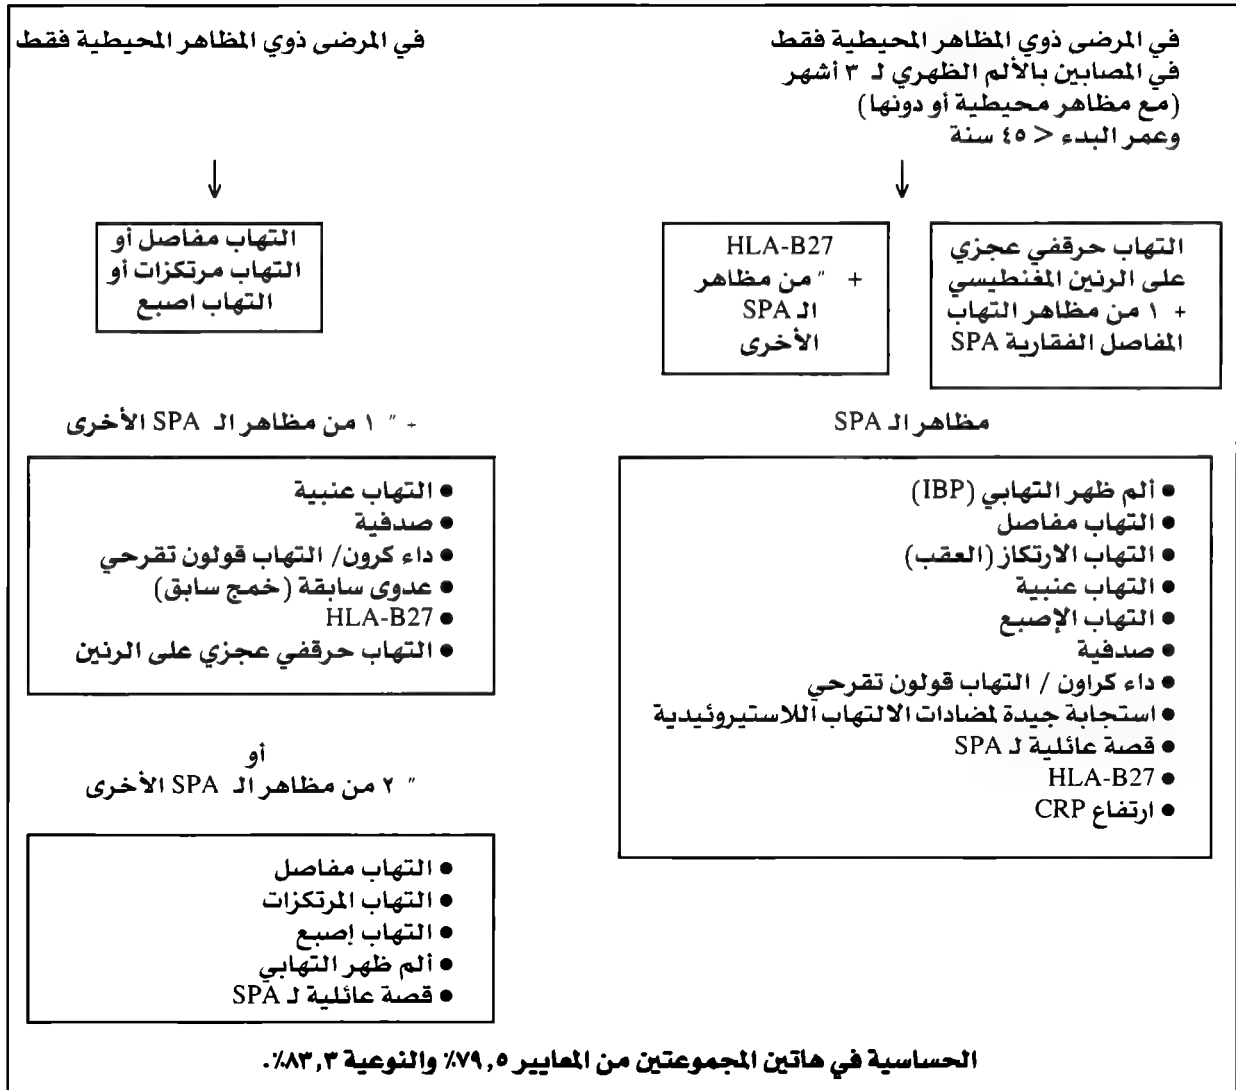 في المرضى ذوي المظاهر المحيطية فقط
في المصابين بالألم الظهري لـ ٣ أشهر
(مع مظاهر محيطية أو دونها)
وعمر البدء < ٤٥ سنة
التهاب حرقفي عجزي
على الرنين المغنطيسي
+ ١ من مظاهر التهاب
المفاصل الفقارية SPA
HLA-B27
+ " من مظاهر
الـ SPA
الأخرى
مظاهر الـ SPA
● ألم ظهر التهابي (IBP)
● التهاب مفاصل
● التهاب الارتكاز (العقب)
● التهاب عنبية
● التهاب الإصبع
● صدفية
● داء كراون / التهاب قولون تقرحي
● استجابة جيدة لمضادات الالتهاب اللاستيروئيدية
● قصة عائلية لـ SPA
● HLA-B27
● ارتفاع CRP
في المرضى ذوي المظاهر المحيطية فقط
التهاب مفاصل أو
التهاب مرتكزات أو
التهاب اصبع
+ " ١ من مظاهر الـ SPA الأخرى
● التهاب عنبية
● صدفية
● داء كرون/ التهاب قولون تقرحي
● عدوى سابقة (خمج سابق)
● HLA-B27
● التهاب حرقفي عجزي على الرنين
أو
" ٢ من مظاهر الـ SPA الأخرى
● التهاب مفاصل
● التهاب المرتكزات
● التهاب إصبع
● ألم ظهر التهابي
● قصة عائلية لـ SPA
الحساسية في هاتين المجموعتين من المعايير ٧٩,٥٪ والنوعية ٨٣,٣٪.